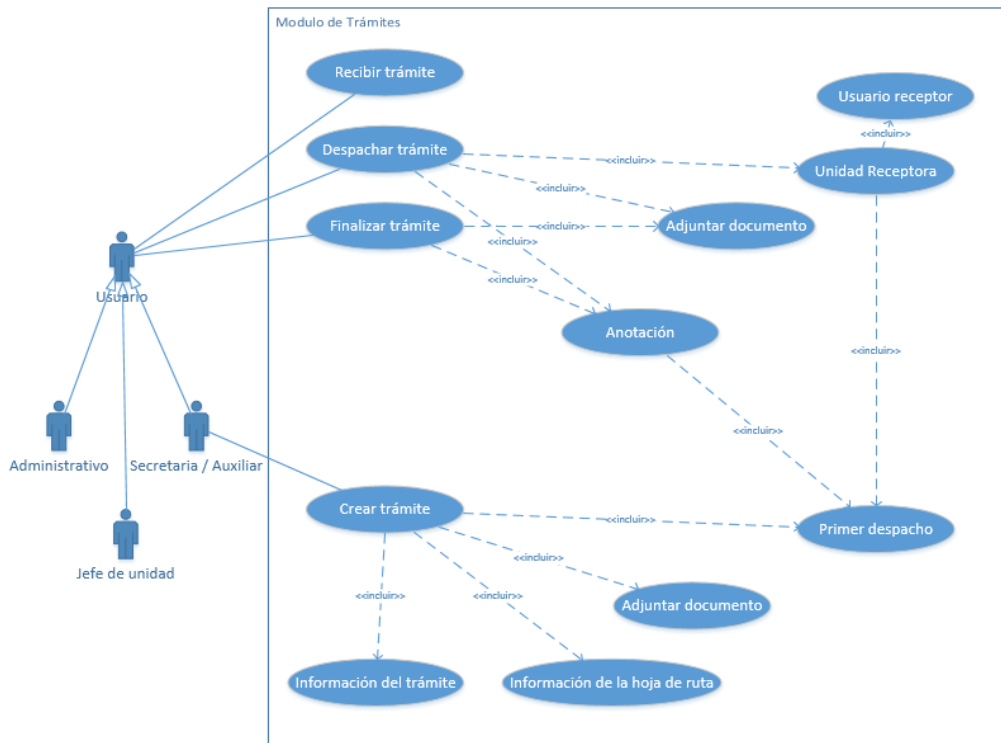 Modulo de Trámites
Recibir trámite
Usuario receptor
<<incluir>>
Despachar trámite
<<incluir>>
Unidad Receptora
<<incluir>>
Finalizar trámite
<<incluir>>
Adjuntar documento
<<incluir>>
<<incluir>>
Usuario
Anotación
<<incluir>>
<<incluir>>
Administrativo
Secretaria / Auxiliar
Crear trámite
<<incluir>>
Primer despacho
<<incluir>>
Jefe de unidad
<<incluir>>
<<incluir>>
Adjuntar documento
Información del trámite
Información de la hoja de ruta